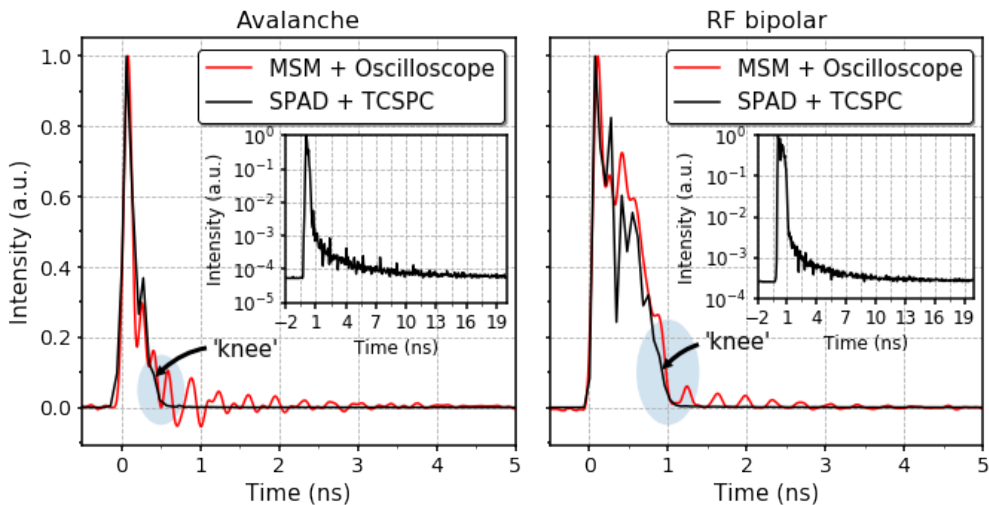 Avalanche
Intensity (a.u.)
1.0
0.8
0.6
0.4
0.2
0.0
MSM + Oscilloscope
SPAD + TCSPC
Intensity (a.u.)
10⁰
10⁻¹
10⁻²
10⁻³
10⁻⁴
10⁻⁵
−2 1 4 7 10 13 16 19
Time (ns)
'knee'
0 1 2 3 4 5
Time (ns)
RF bipolar
MSM + Oscilloscope
SPAD + TCSPC
Intensity (a.u.)
10⁰
10⁻¹
10⁻²
10⁻³
10⁻⁴
−2 1 4 7 10 13 16 19
Time (ns)
'knee'
0 1 2 3 4 5
Time (ns)